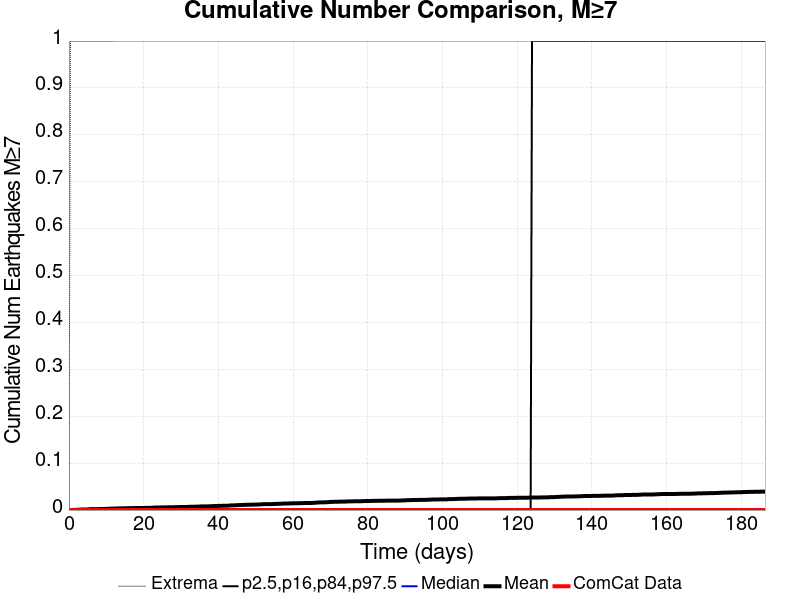 Cumulative Number Comparison, M≥7
Cumulative Num Earthquakes M≥7
1
0.9
0.8
0.7
0.6
0.5
0.4
0.3
0.2
0.1
0
0 20 40 60 80 100 120 140 160 180
Time (days)
Extrema p2.5,p16,p84,p97.5 Median Mean ComCat Data